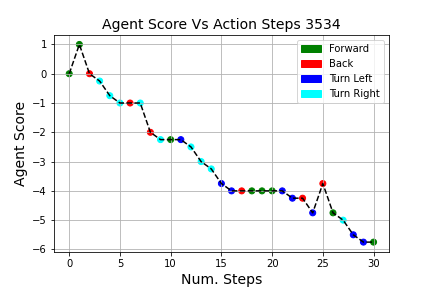 Agent Score Vs Action Steps 3534
Forward
Back
Turn Left
Turn Right
1
0
−1
−2
−3
−4
−5
−6
Agent Score
0 5 10 15 20 25 30
Num. Steps